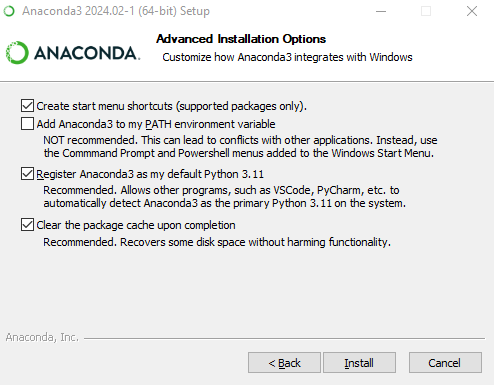 Anaconda3 2024.02-1 (64-bit) Setup
ANACONDA.
Advanced Installation Options
Customize how Anaconda3 integrates with Windows
Create start menu shortcuts (supported packages only).
Add Anaconda3 to my PATH environment variable
NOT recommended. This can lead to conflicts with other applications. Instead, use
the Commmand Prompt and Powershell menus added to the Windows Start Menu.
Register Anaconda3 as my default Python 3.11
Recommended. Allows other programs, such as VSCode, PyCharm, etc. to
automatically detect Anaconda3 as the primary Python 3.11 on the system.
Clear the package cache upon completion
Recommended. Recovers some disk space without harming functionality.
Anaconda, Inc.
< Back
Install
Cancel